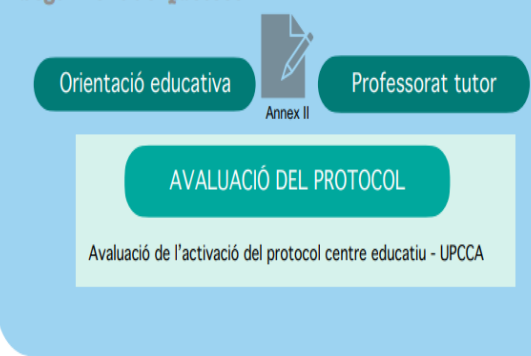 Orientació educativa
Professorat tutor
Annex II
AVALUACIÓ DEL PROTOCOL
Avaluació de l'activació del protocol centre educatiu - UPCCA